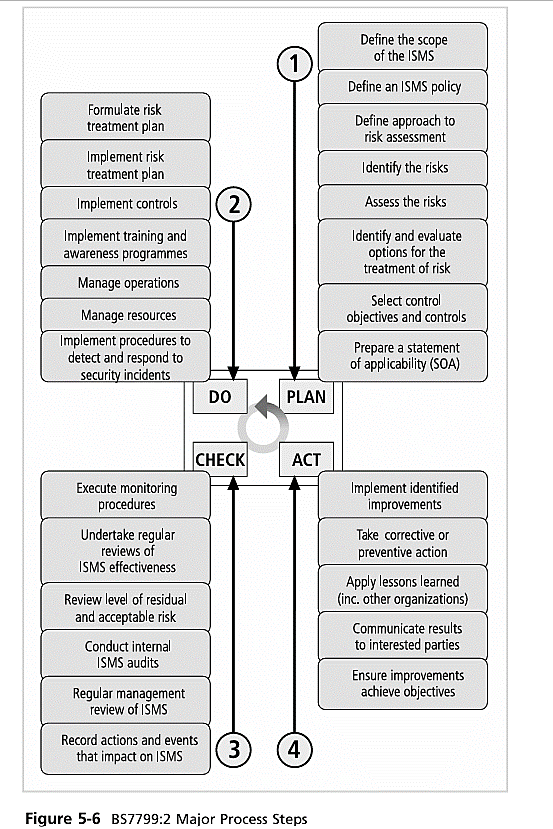 1
Define the scope
of the ISMS
Define an ISMS policy
Define approach to
risk assessment
Identify the risks
Assess the risks
Identify and evaluate
options for the
treatment of risk
Select control
objectives and controls
Prepare a statement
of applicability (SOA)
Formulate risk
treatment plan
Implement risk
treatment plan
Implement controls
Implement training and
awareness programmes
Manage operations
Manage resources
Implement procedures to
detect and respond to
security incidents
2
DO
PLAN
CHECK
ACT
Execute monitoring
procedures
Undertake regular
reviews of
ISMS effectiveness
Review level of residual
and acceptable risk
Conduct internal
ISMS audits
Regular management
review of ISMS
Record actions and events
that impact on ISMS
3
4
Implement identified
improvements
Take corrective or
preventive action
Apply lessons learned
(inc. other organizations)
Communicate results
to interested parties
Ensure improvements
achieve objectives
Figure 5-6 BS7799:2 Major Process Steps